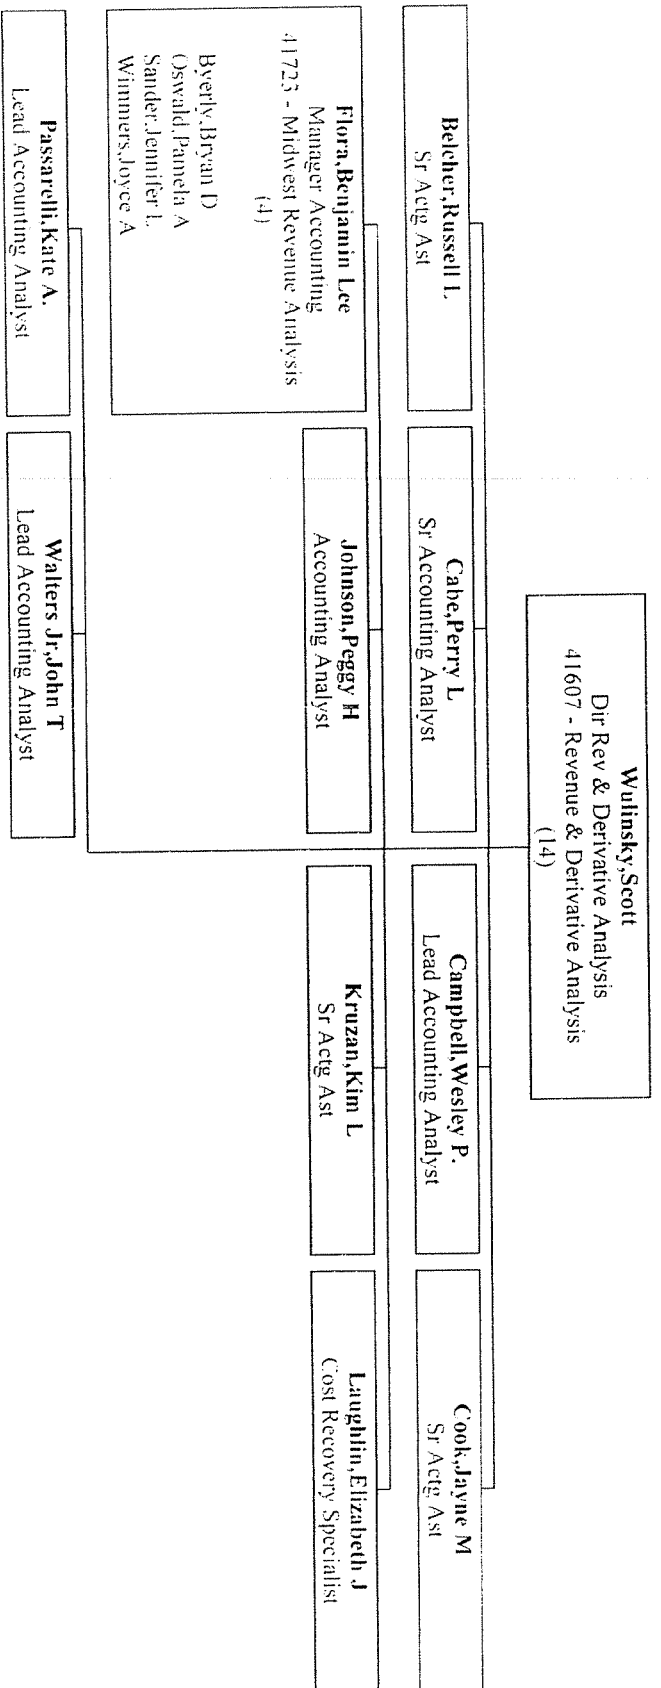 Wulinsky,Scott
Dir Rev & Derivative Analysis
41607 - Revenue & Derivative Analysis
(14)
Belcher,Russell L
Sr Actg Ast
Cabe,Perry L
Sr Accounting Analyst
Campbell,Wesley P.
Lead Accounting Analyst
Cook,Jayne M
Sr Actg Ast
Flora,Benjamin Lee
Manager Accounting
41723 - Midwest Revenue Analysis
(4)
Byerly,Bryan D
Oswald,Pamela A
Sander,Jennifer L
Wimmers,Joyce A
Johnson,Peggy H
Accounting Analyst
Kruzan,Kim L
Sr Actg Ast
Laughlin,Elizabeth J
Cost Recovery Specialist
Passarelli,Kate A.
Lead Accounting Analyst
Walters Jr,John T
Lead Accounting Analyst